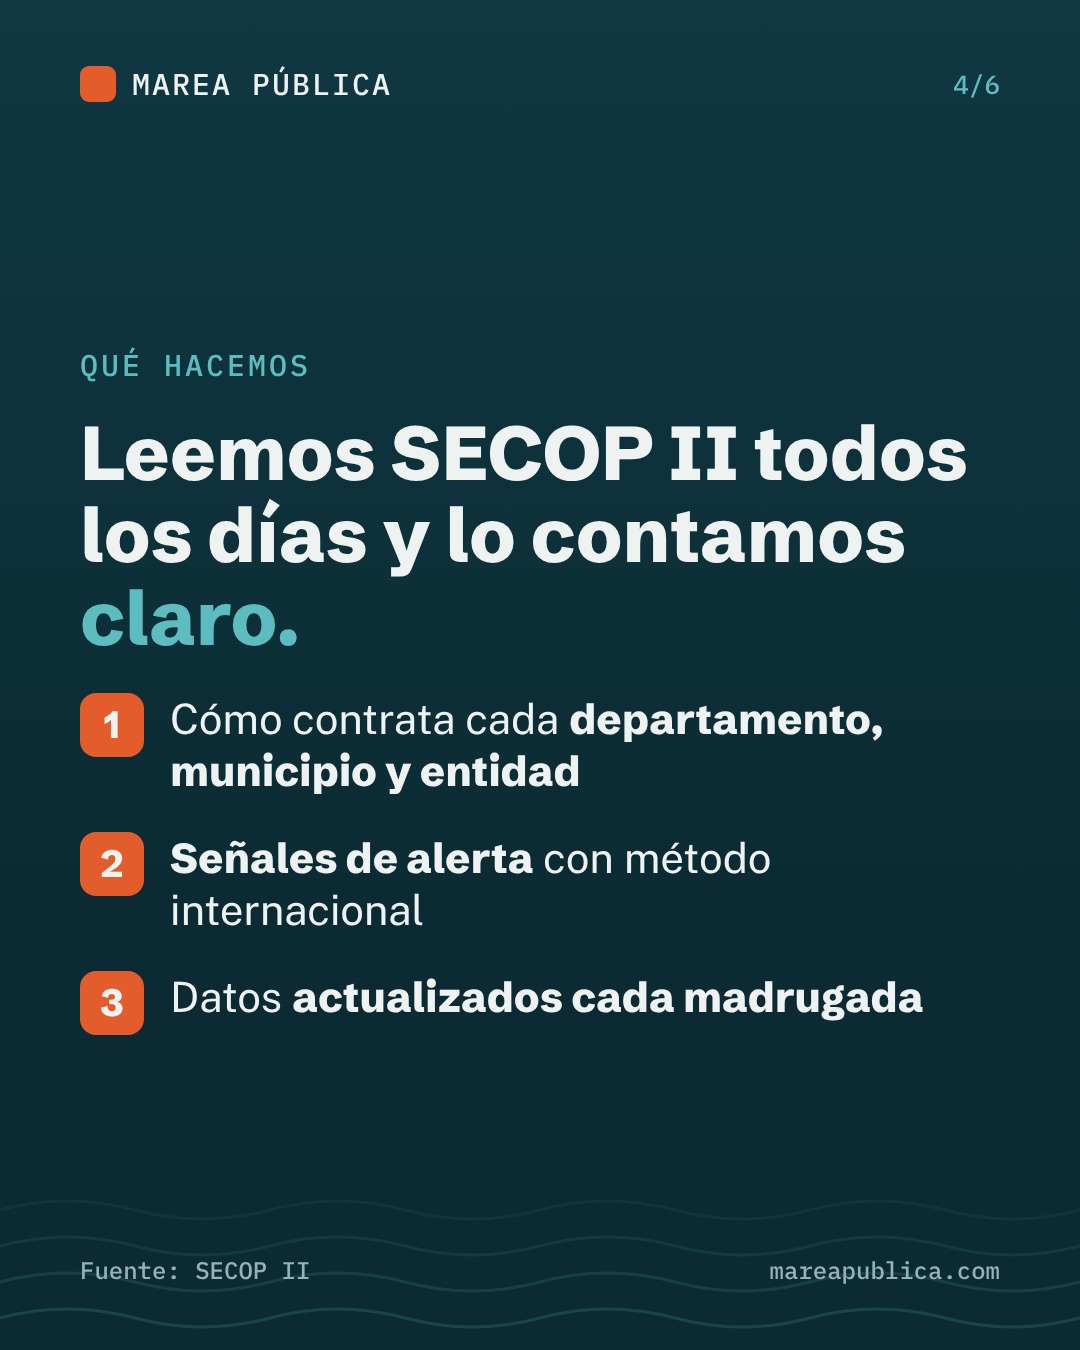 MAREA PÚBLICA
4/6
QUÉ HACEMOS
Leemos SECOP II todos
los días y lo contamos
claro.
1 Cómo contrata cada departamento,
municipio y entidad
2 Señales de alerta con método
internacional
3 Datos actualizados cada madrugada
Fuente: SECOP II
mareapublica.com